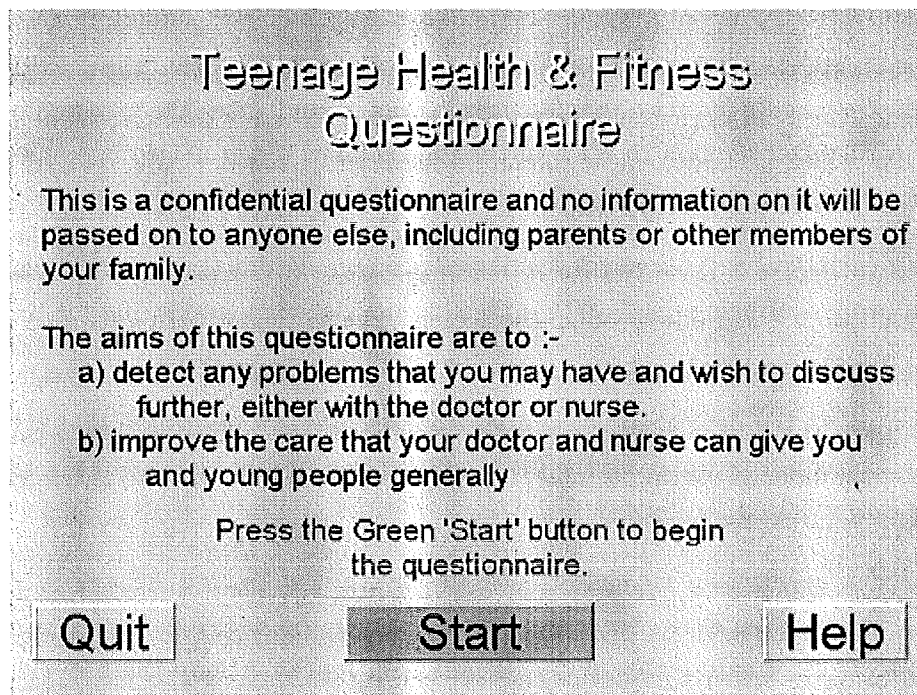 Teenage Health & Fitness
Questionnaire
This is a confidential questionnaire and no information on it will be
passed on to anyone else, including parents or other members of
your family.
The aims of this questionnaire are to :-
a) detect any problems that you may have and wish to discuss
further, either with the doctor or nurse.
b) improve the care that your doctor and nurse can give you
and young people generally
Press the Green 'Start' button to begin
the questionnaire.
Quit Start Help